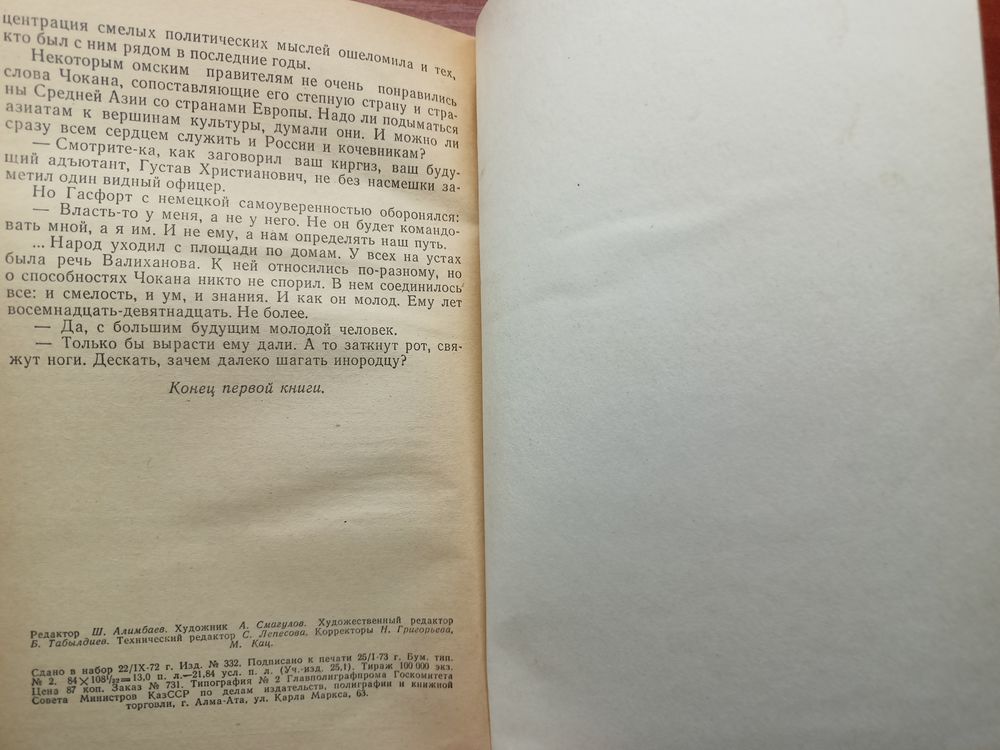 центрация смелых политических мыслей ошеломила и тех,
кто был с ним рядом в последние годы.
Некоторым омским правителям не очень понравились
слова Чокана, сопоставляющие его степную страну и стра-
ны Средней Азии со странами Европы. Надо ли подыматься
азиатам к вершинам культуры, думали они. И можно ли
сразу всем сердцем служить и России и кочевникам?
— Смотрите-ка, как заговорил ваш киргиз, ваш буду-
щий адъютант, Густав Христианович, не без насмешки за-
метил один видный офицер.
Но Гасфорт с немецкой самоуверенностью оборонялся:
— Власть-то у меня, а не у него. Не он будет командо-
вать мной, а я им. И не ему, а нам определять наш путь.
... Народ уходил с площади по домам. У всех на устах
была речь Валиханова. К ней относились по-разному, но
о способностях Чокана никто не спорил. В нем соединилось
все: и смелость, и ум, и знания. И как он молод. Ему лет
восемнадцать-девятнадцать. Не более.
— Да, с большим будущим молодой человек.
— Только бы вырасти ему дали. А то заткнут рот, свя-
жут ноги. Дескать, зачем далеко шагать инородцу?
Конец первой книги.
Редактор Ш. Алимбаев. Художник А. Смагулов. Художественный редактор
Б. Табылдиев. Технический редактор С. Лепесова. Корректоры Н. Григорьева,
М. Кац.
Сдано в набор 22/IX-72 г. Изд. № 332. Подписано к печати 25/I-73 г. Бум. тип.
№ 2. 84×108¹/₃₂=13,0 п. л.—21,84 усл. п. л. (Уч.-изд. 25,1). Тираж 100 000 экз.
Цена 87 коп. Заказ № 731. Типография № 2 Главполиграфпрома Госкомитета
Совета Министров КазССР по делам издательств, полиграфии и книжной
торговли, г. Алма-Ата, ул. Карла Маркса, 63.